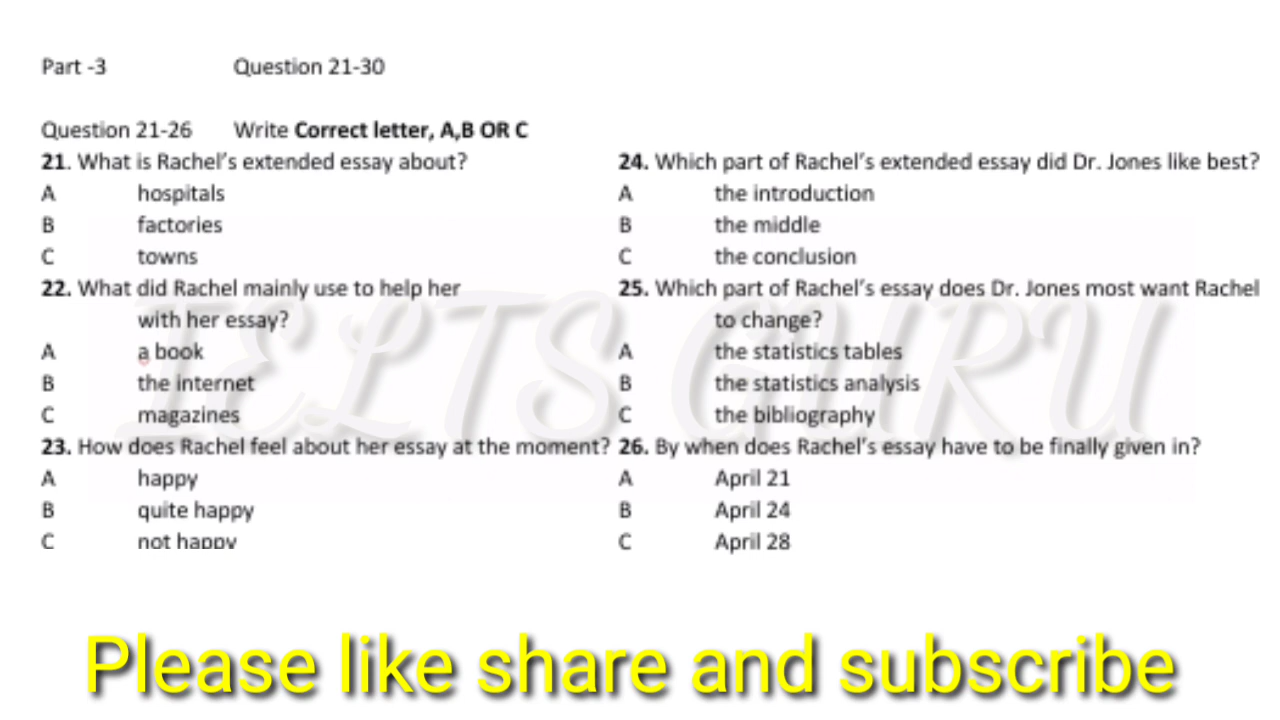 Part -3 Question 21-30
Question 21-26 Write Correct letter, A,B OR C
21. What is Rachel's extended essay about?
A hospitals
B factories
C towns
22. What did Rachel mainly use to help her
with her essay?
A a book
B the internet
C magazines
23. How does Rachel feel about her essay at the moment?
A happy
B quite happy
C not happy
24. Which part of Rachel's extended essay did Dr. Jones like best?
A the introduction
B the middle
C the conclusion
25. Which part of Rachel's essay does Dr. Jones most want Rachel
to change?
A the statistics tables
B the statistics analysis
C the bibliography
26. By when does Rachel's essay have to be finally given in?
A April 21
B April 24
C April 28
IELTS GURU
Please like share and subscribe